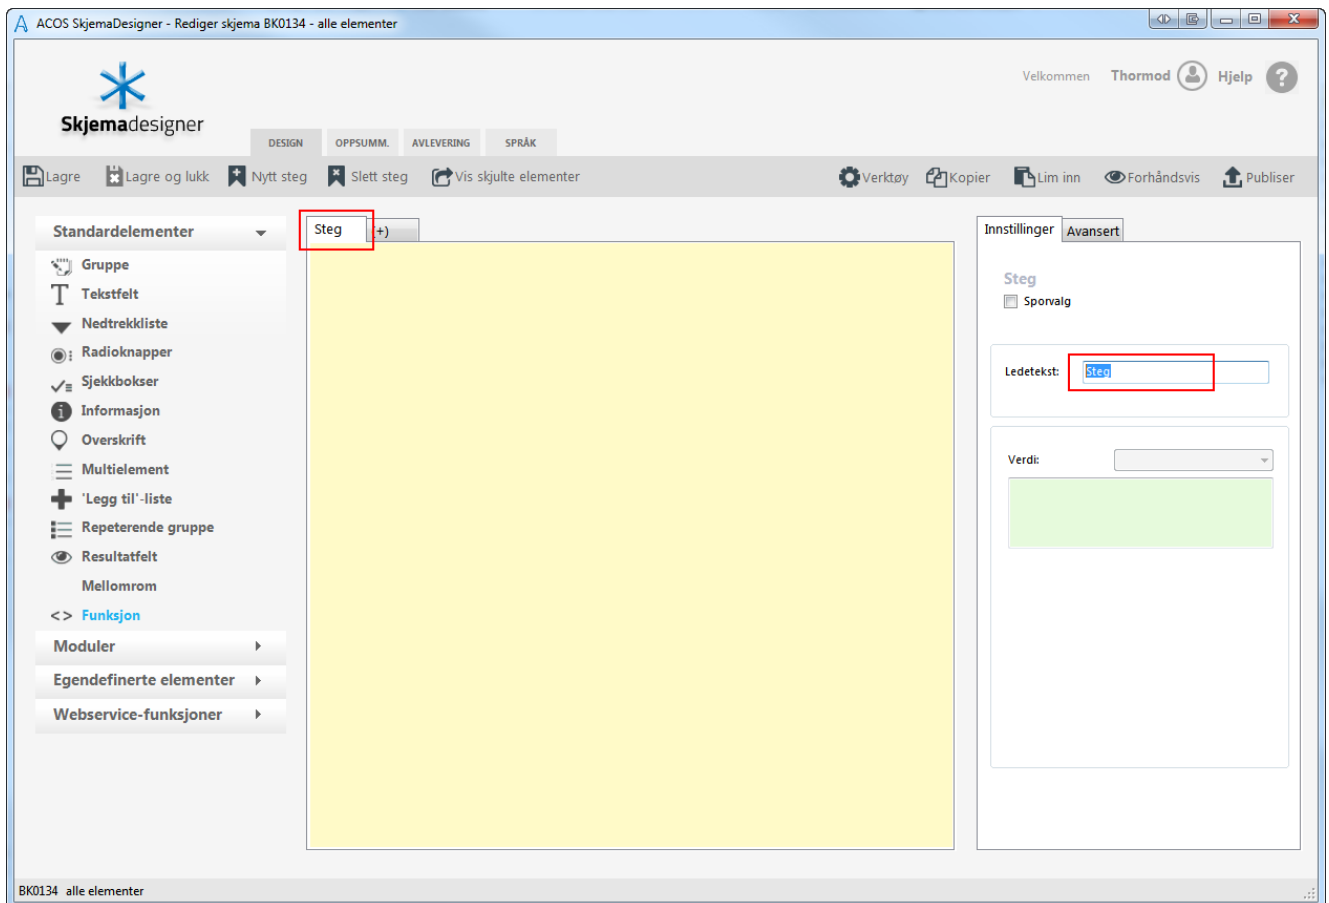 ACOS SkjemaDesigner - Rediger skjema BK0134 - alle elementer
Velkommen Thormod Hjelp ?
Skjemadesigner
DESIGN OPPSUMM. AVLEVERING SPRÅK
Lagre Lagre og lukk Nytt steg Slett steg Vis skjulte elementer Verktøy Kopier Lim inn Forhåndsvis Publiser
Standardelementer
Gruppe
Tekstfelt
Nedtrekkliste
Radioknapper
Sjekkbokser
Informasjon
Overskrift
Multielement
'Legg til'-liste
Repeterende gruppe
Resultatfelt
Mellomrom
<> Funksjon
Moduler
Egendefinerte elementer
Webservice-funksjoner
Steg (+)
Innstillinger Avansert
Steg
Sporvalg
Ledetekst: Steg
Verdi:
BK0134 alle elementer